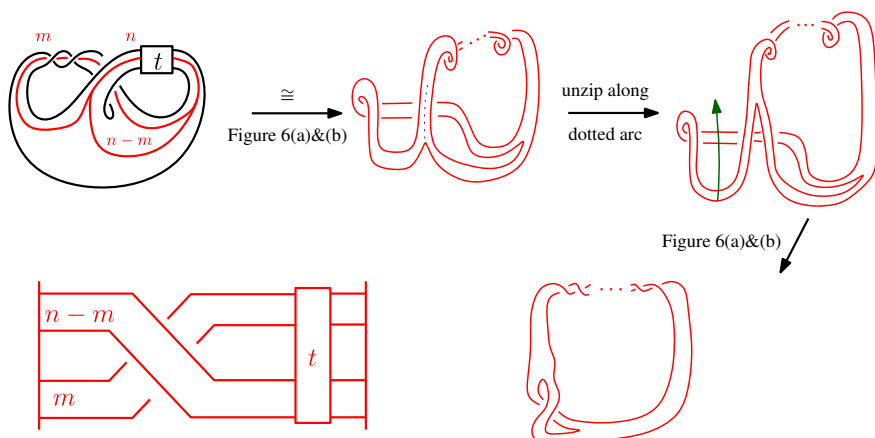 m
n
t
n − m
≅
Figure 6(a)&(b)
unzip along
dotted arc
Figure 6(a)&(b)
n − m
m
t